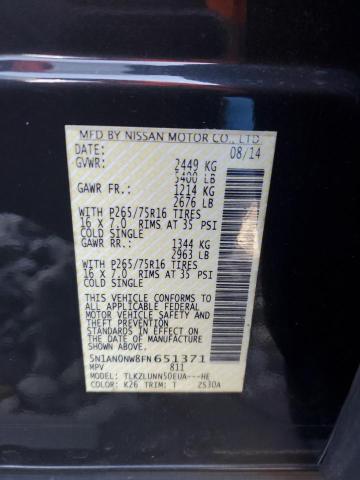 MFD BY NISSAN MOTOR CO., LTD.
08/14
GVWR: 2449 KG
5400 LB
GAWR FR.: 1214 KG
2676 LB
WITH P265/75R16 TIRES
16 X 7.0 RIMS AT 35 PSI
COLD SINGLE
GAWR RR.: 1344 KG
2963 LB
WITH P265/75R16 TIRES
16 X 7.0 RIMS AT 35 PSI
COLD SINGLE
THIS VEHICLE CONFORMS TO
ALL APPLICABLE FEDERAL
MOTOR VEHICLE SAFETY
STANDARDS IN EFFECT ON
THE DATE OF MANUFACTURE
SHOWN ABOVE.
5N1AN0NW8FN651371
MPV 811
MODEL: TLKZLUNN50EUA---HE
COLOR: K26 TRIM: T 2S30A